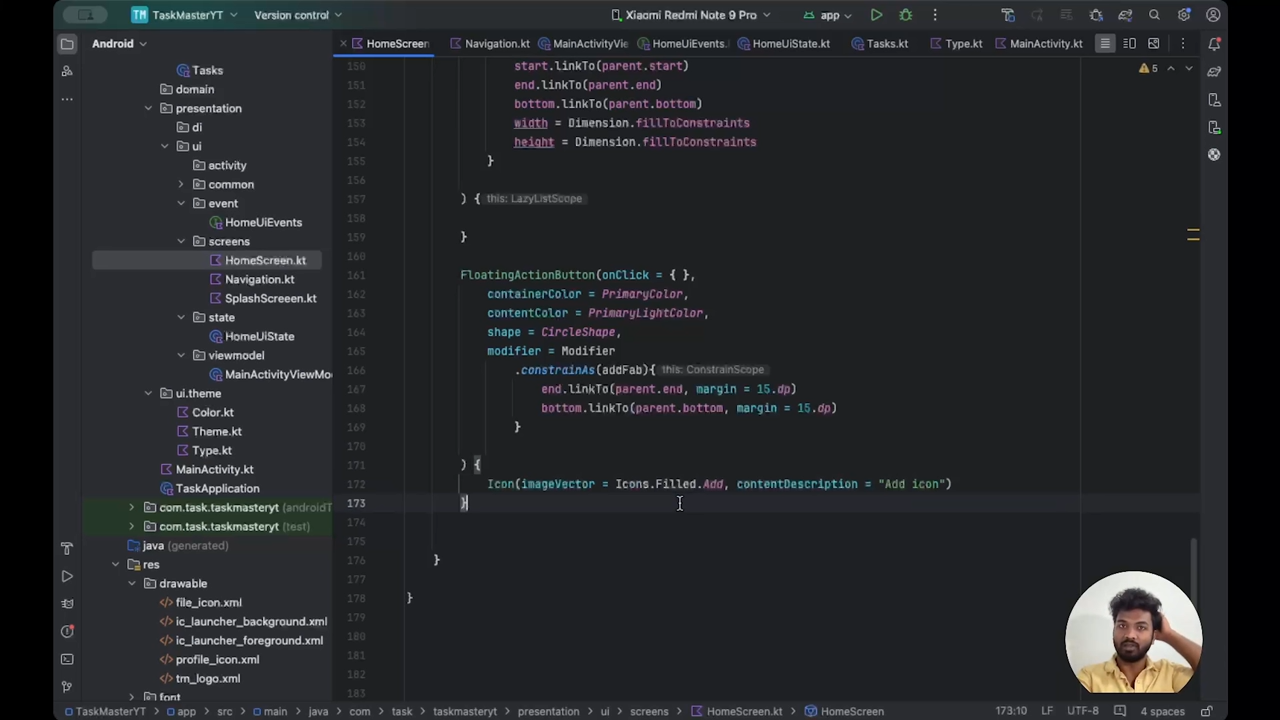 TM TaskMasterYT Version control Xiaomi Redmi Note 9 Pro app
Android HomeScreen Navigation.kt MainActivityVie HomeUiEvents. HomeUiState.kt Tasks.kt Type.kt MainActivity.kt
Tasks
domain
presentation
di
ui
activity
common
event
HomeUiEvents
screens
HomeScreen.kt
Navigation.kt
SplashScreeen.kt
state
HomeUiState
viewmodel
MainActivityViewMo
ui.theme
Color.kt
Theme.kt
Type.kt
MainActivity.kt
TaskApplication
com.task.taskmasteryt (androidT
com.task.taskmasteryt (test)
java (generated)
res
drawable
file_icon.xml
ic_launcher_background.xml
ic_launcher_foreground.xml
profile_icon.xml
tm_logo.xml
font
5
150 start.linkTo(parent.start)
151 end.linkTo(parent.end)
152 bottom.linkTo(parent.bottom)
153 width = Dimension.fillToConstraints
154 height = Dimension.fillToConstraints
155 }
156
157 ) { this: LazyListScope
158
159 }
160
161 FloatingActionButton(onClick = { },
162 containerColor = PrimaryColor,
163 contentColor = PrimaryLightColor,
164 shape = CircleShape,
165 modifier = Modifier
166 .constrainAs(addFab){ this: ConstrainScope
167 end.linkTo(parent.end, margin = 15.dp)
168 bottom.linkTo(parent.bottom, margin = 15.dp)
169 }
170
171 ) {
172 Icon(imageVector = Icons.Filled.Add, contentDescription = "Add icon")
173 }
174
175
176 }
177
178 }
179
180
181
182
183
TaskMasterYT > app > src > main > java > com > task > taskmasteryt > presentation > ui > screens > HomeScreen.kt > HomeScreen 173:10 LF UTF-8 4 spaces